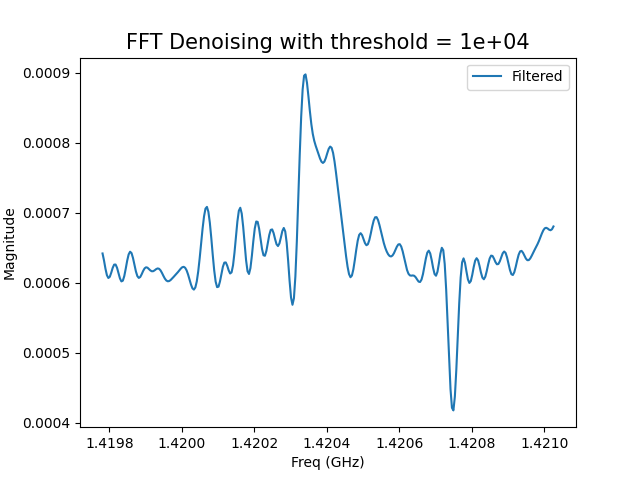 FFT Denoising with threshold = 1e+04
Filtered
0.0009
0.0008
0.0007
0.0006
0.0005
0.0004
Magnitude
1.4198 1.4200 1.4202 1.4204 1.4206 1.4208 1.4210
Freq (GHz)